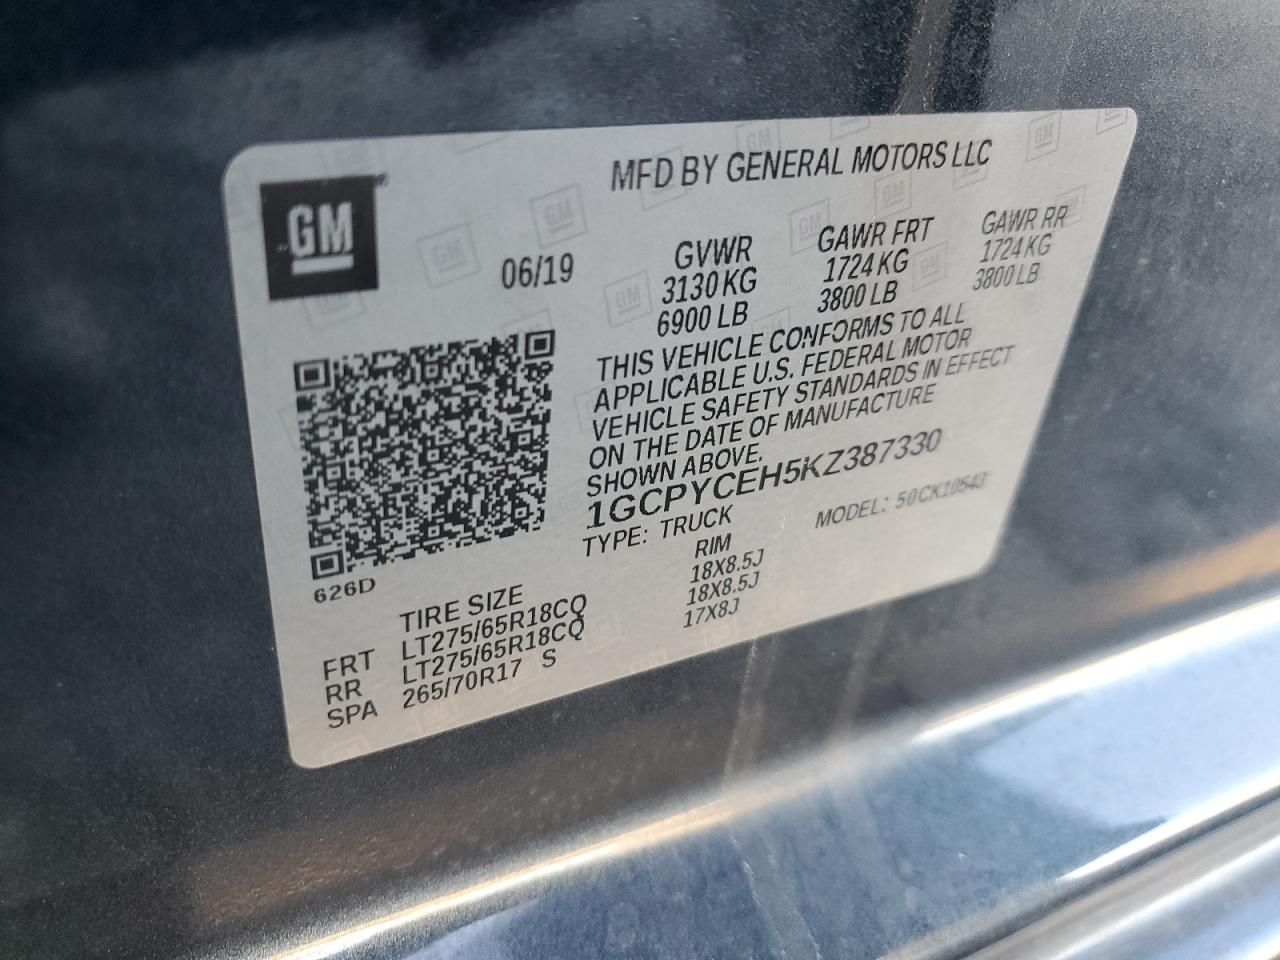 GM
MFD BY GENERAL MOTORS LLC
06/19
GVWR GAWR FRT GAWR RR
3130 KG 1724 KG 1724 KG
6900 LB 3800 LB 3800 LB
THIS VEHICLE CONFORMS TO ALL
APPLICABLE U.S. FEDERAL MOTOR
VEHICLE SAFETY STANDARDS IN EFFECT
ON THE DATE OF MANUFACTURE
SHOWN ABOVE.
1GCPYCEH5KZ387330
TYPE: TRUCK MODEL: 50CK10543
626D
TIRE SIZE RIM
FRT LT275/65R18CQ 18X8.5J
RR LT275/65R18CQ 18X8.5J
SPA 265/70R17 S 17X8J